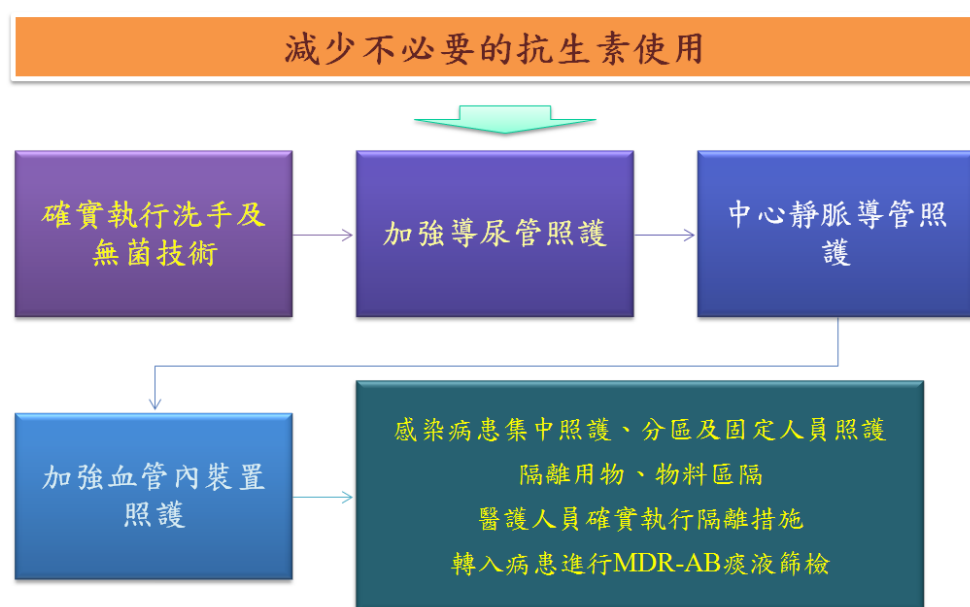 減少不必要的抗生素使用
確實執行洗手及
無菌技術
加強導尿管照護
中心靜脈導管照
護
加強血管內裝置
照護
感染病患集中照護、分區及固定人員照護
隔離用物、物料區隔
醫護人員確實執行隔離措施
轉入病患進行MDR-AB痰液篩檢